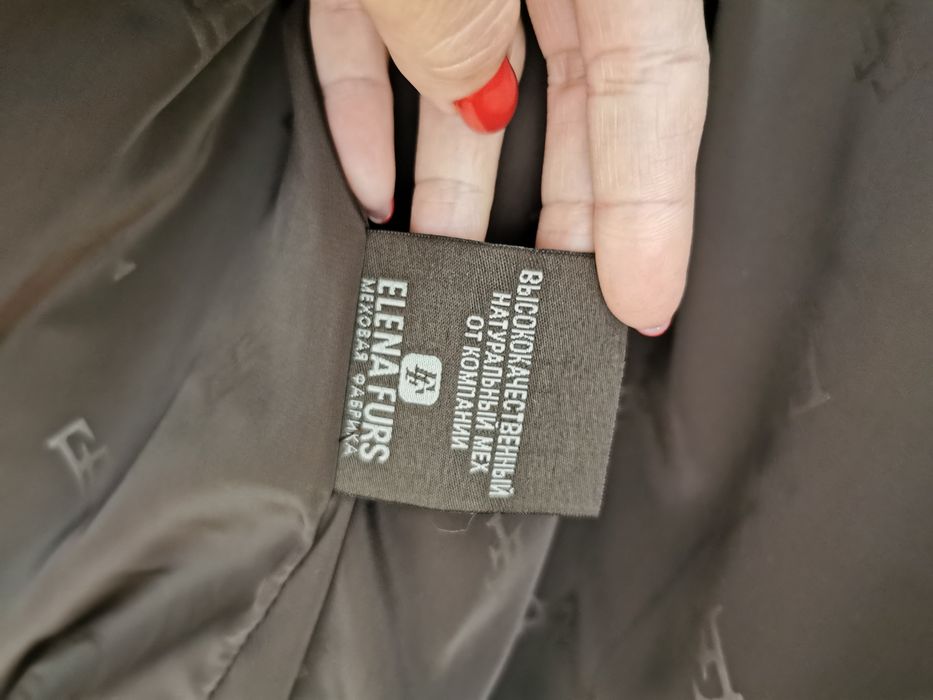 ВЫСОКОКАЧЕСТВЕННЫЙ
НАТУРАЛЬНЫЙ МЕХ
ОТ КОМПАНИИ
ELENA FURS
МЕХОВАЯ ФАБРИКА